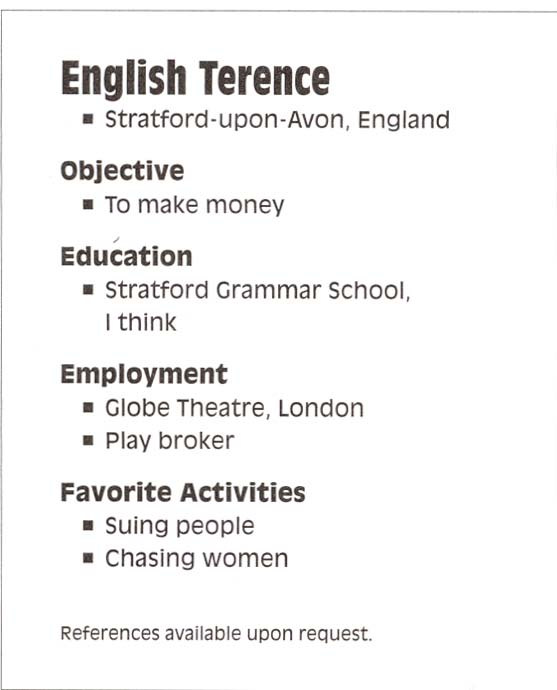 English Terence
▪ Stratford-upon-Avon, England
Objective
▪ To make money
Education
▪ Stratford Grammar School,
I think
Employment
▪ Globe Theatre, London
▪ Play broker
Favorite Activities
▪ Suing people
▪ Chasing women
References available upon request.